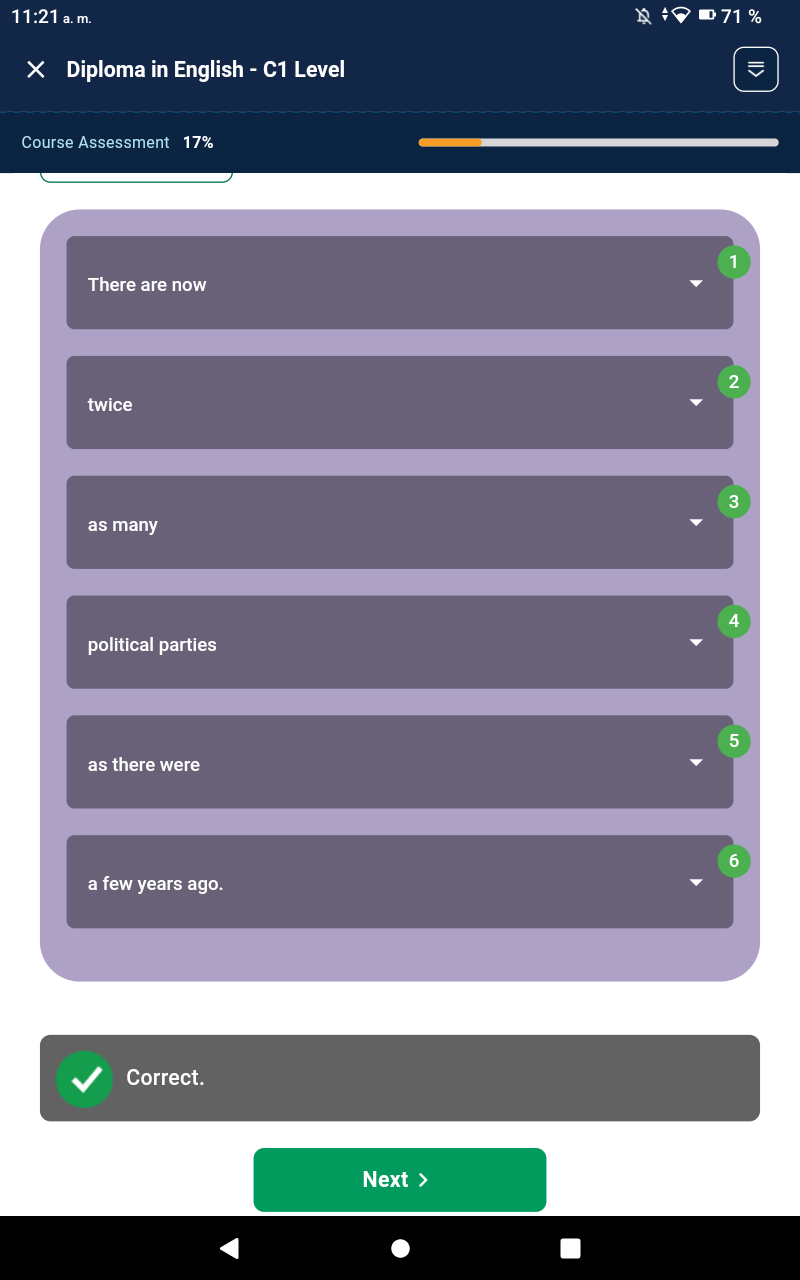 11:21 a. m.
71 %
Diploma in English - C1 Level
Course Assessment 17%
1
There are now
2
twice
3
as many
4
political parties
5
as there were
6
a few years ago.
Correct.
Next